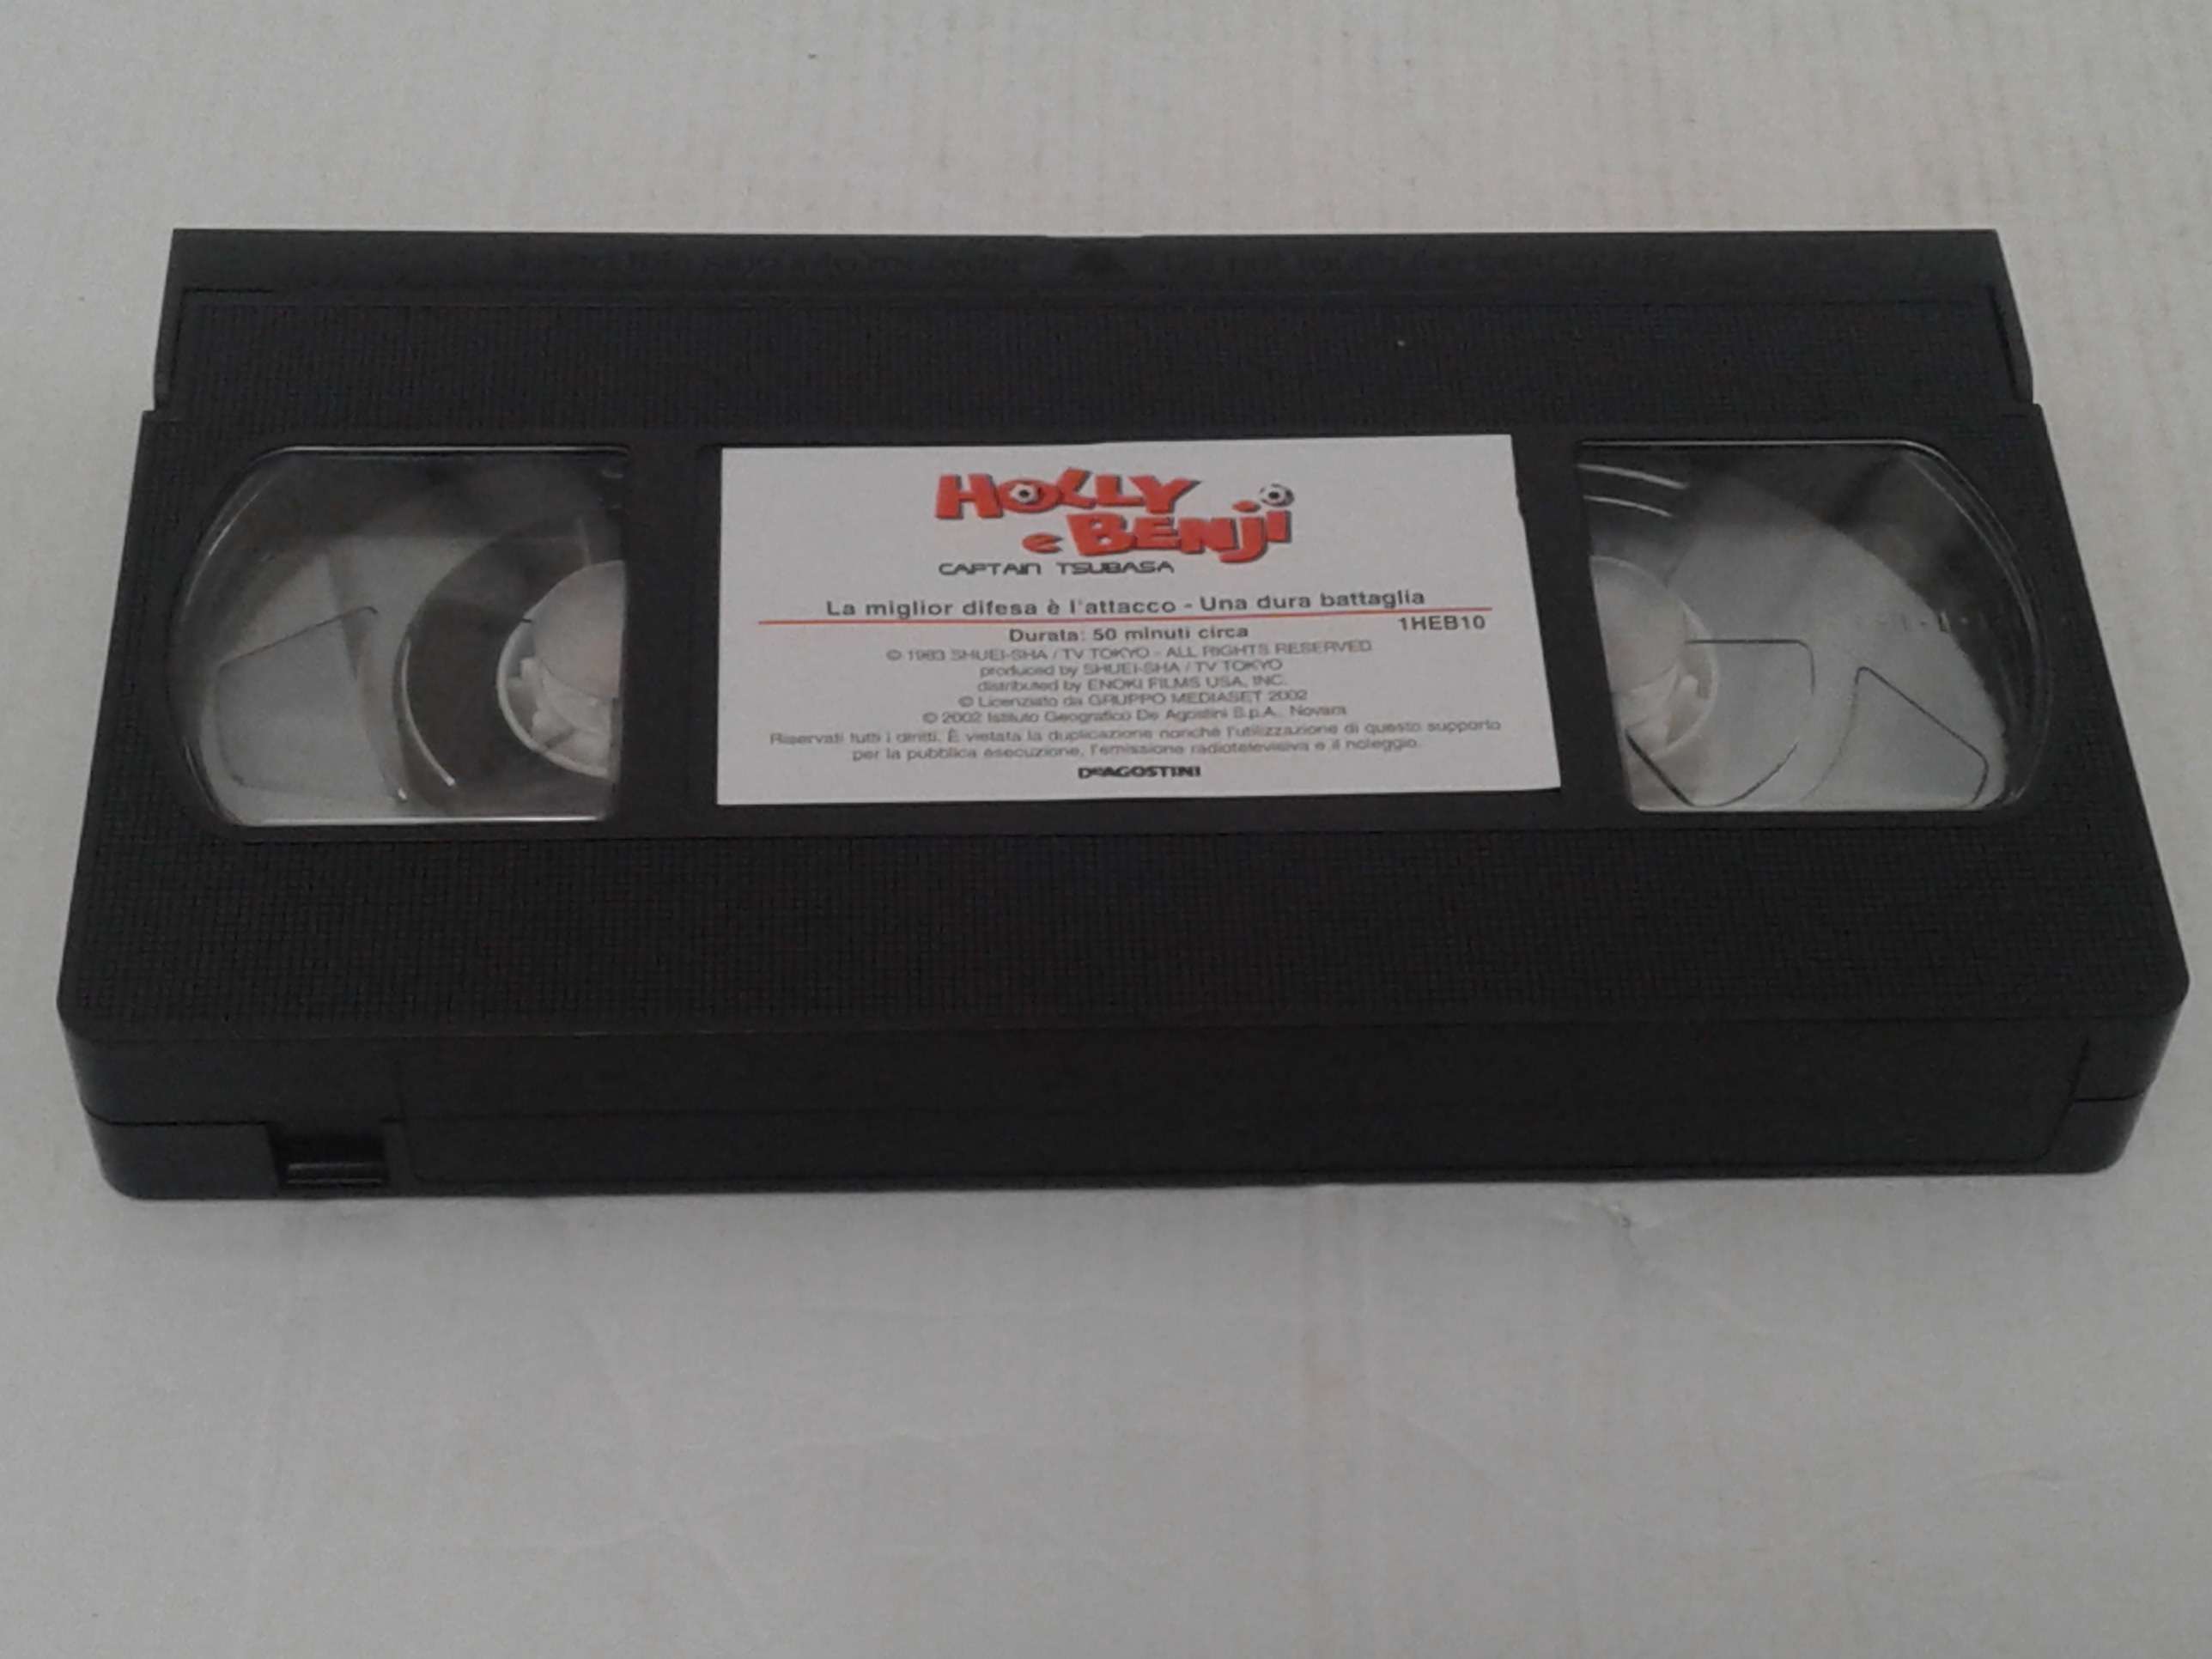 HOLLY
e BENJI
CAPTAIN TSUBASA
La miglior difesa è l'attacco - Una dura battaglia
Durata: 50 minuti circa
1HEB10
© 1983 SHUEI-SHA / TV TOKYO - ALL RIGHTS RESERVED
produced by SHUEI-SHA / TV TOKYO
distributed by ENOKI FILMS USA, INC.
© Licenziato da GRUPPO MEDIASET 2002
© 2002 Istituto Geografico De Agostini S.p.A., Novara
Riservati tutti i diritti. È vietata la duplicazione nonché l'utilizzazione di questo supporto
per la pubblica esecuzione, l'emissione radiotelevisiva e il noleggio.
DeAGOSTINI